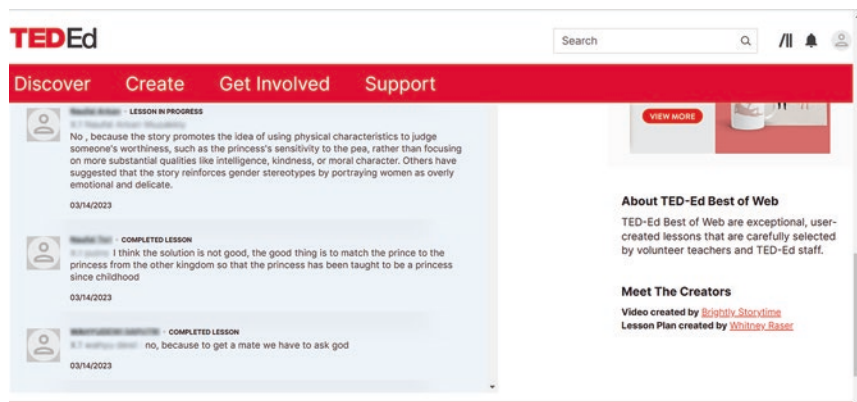 TEDEd
Search
Discover Create Get Involved Support
· LESSON IN PROGRESS
No , because the story promotes the idea of using physical characteristics to judge
someone's worthiness, such as the princess's sensitivity to the pea, rather than focusing
on more substantial qualities like intelligence, kindness, or moral character. Others have
suggested that the story reinforces gender stereotypes by portraying women as overly
emotional and delicate.
03/14/2023
· COMPLETED LESSON
I think the solution is not good, the good thing is to match the prince to the
princess from the other kingdom so that the princess has been taught to be a princess
since childhood
03/14/2023
· COMPLETED LESSON
no, because to get a mate we have to ask god
03/14/2023
VIEW MORE
About TED-Ed Best of Web
TED-Ed Best of Web are exceptional, user-
created lessons that are carefully selected
by volunteer teachers and TED-Ed staff.
Meet The Creators
Video created by Brightly Storytime
Lesson Plan created by Whitney Raser